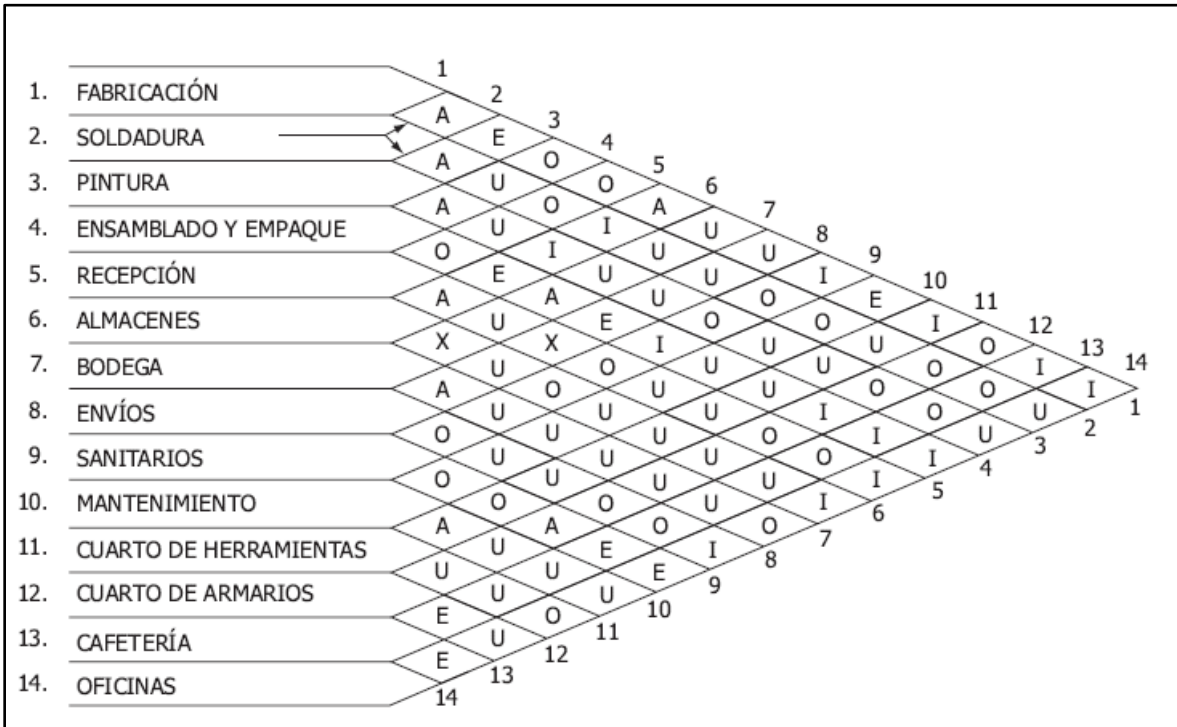 1. FABRICACIÓN
2. SOLDADURA
3. PINTURA
4. ENSAMBLADO Y EMPAQUE
5. RECEPCIÓN
6. ALMACENES
7. BODEGA
8. ENVÍOS
9. SANITARIOS
10. MANTENIMIENTO
11. CUARTO DE HERRAMIENTAS
12. CUARTO DE ARMARIOS
13. CAFETERÍA
14. OFICINAS
1 2 3 4 5 6 7 8 9 10 11 12 13 14
A E O O A U U I E I O I I
A U O I U U O O U O O U
A U I U U O U U O O U
O E A E I U U I I I
A U X O U U O O I
X U O U U U U I
A U U U U U O
O U U O O I
O O A E E
A U U U
U U O
E U
E
1 2 3 4 5 6 7 8 9 10 11 12 13 14